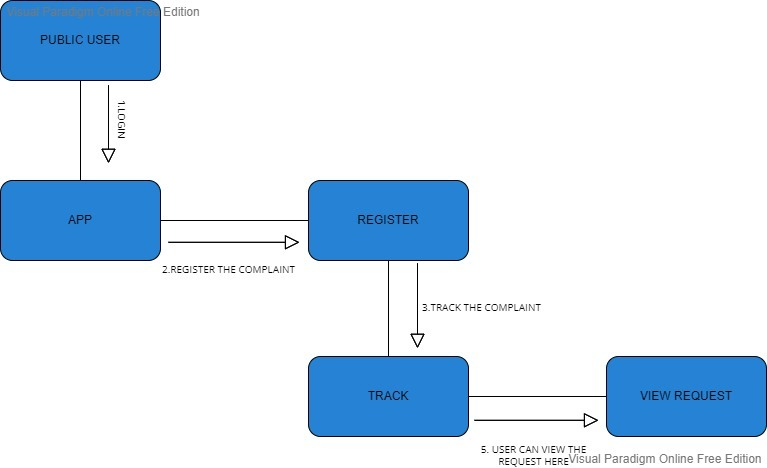 Visual Paradigm Online Free Edition
PUBLIC USER
1.LOGIN
APP
REGISTER
2.REGISTER THE COMPLAINT
3.TRACK THE COMPLAINT
TRACK
VIEW REQUEST
5. USER CAN VIEW THE
REQUEST HERE
Visual Paradigm Online Free Edition